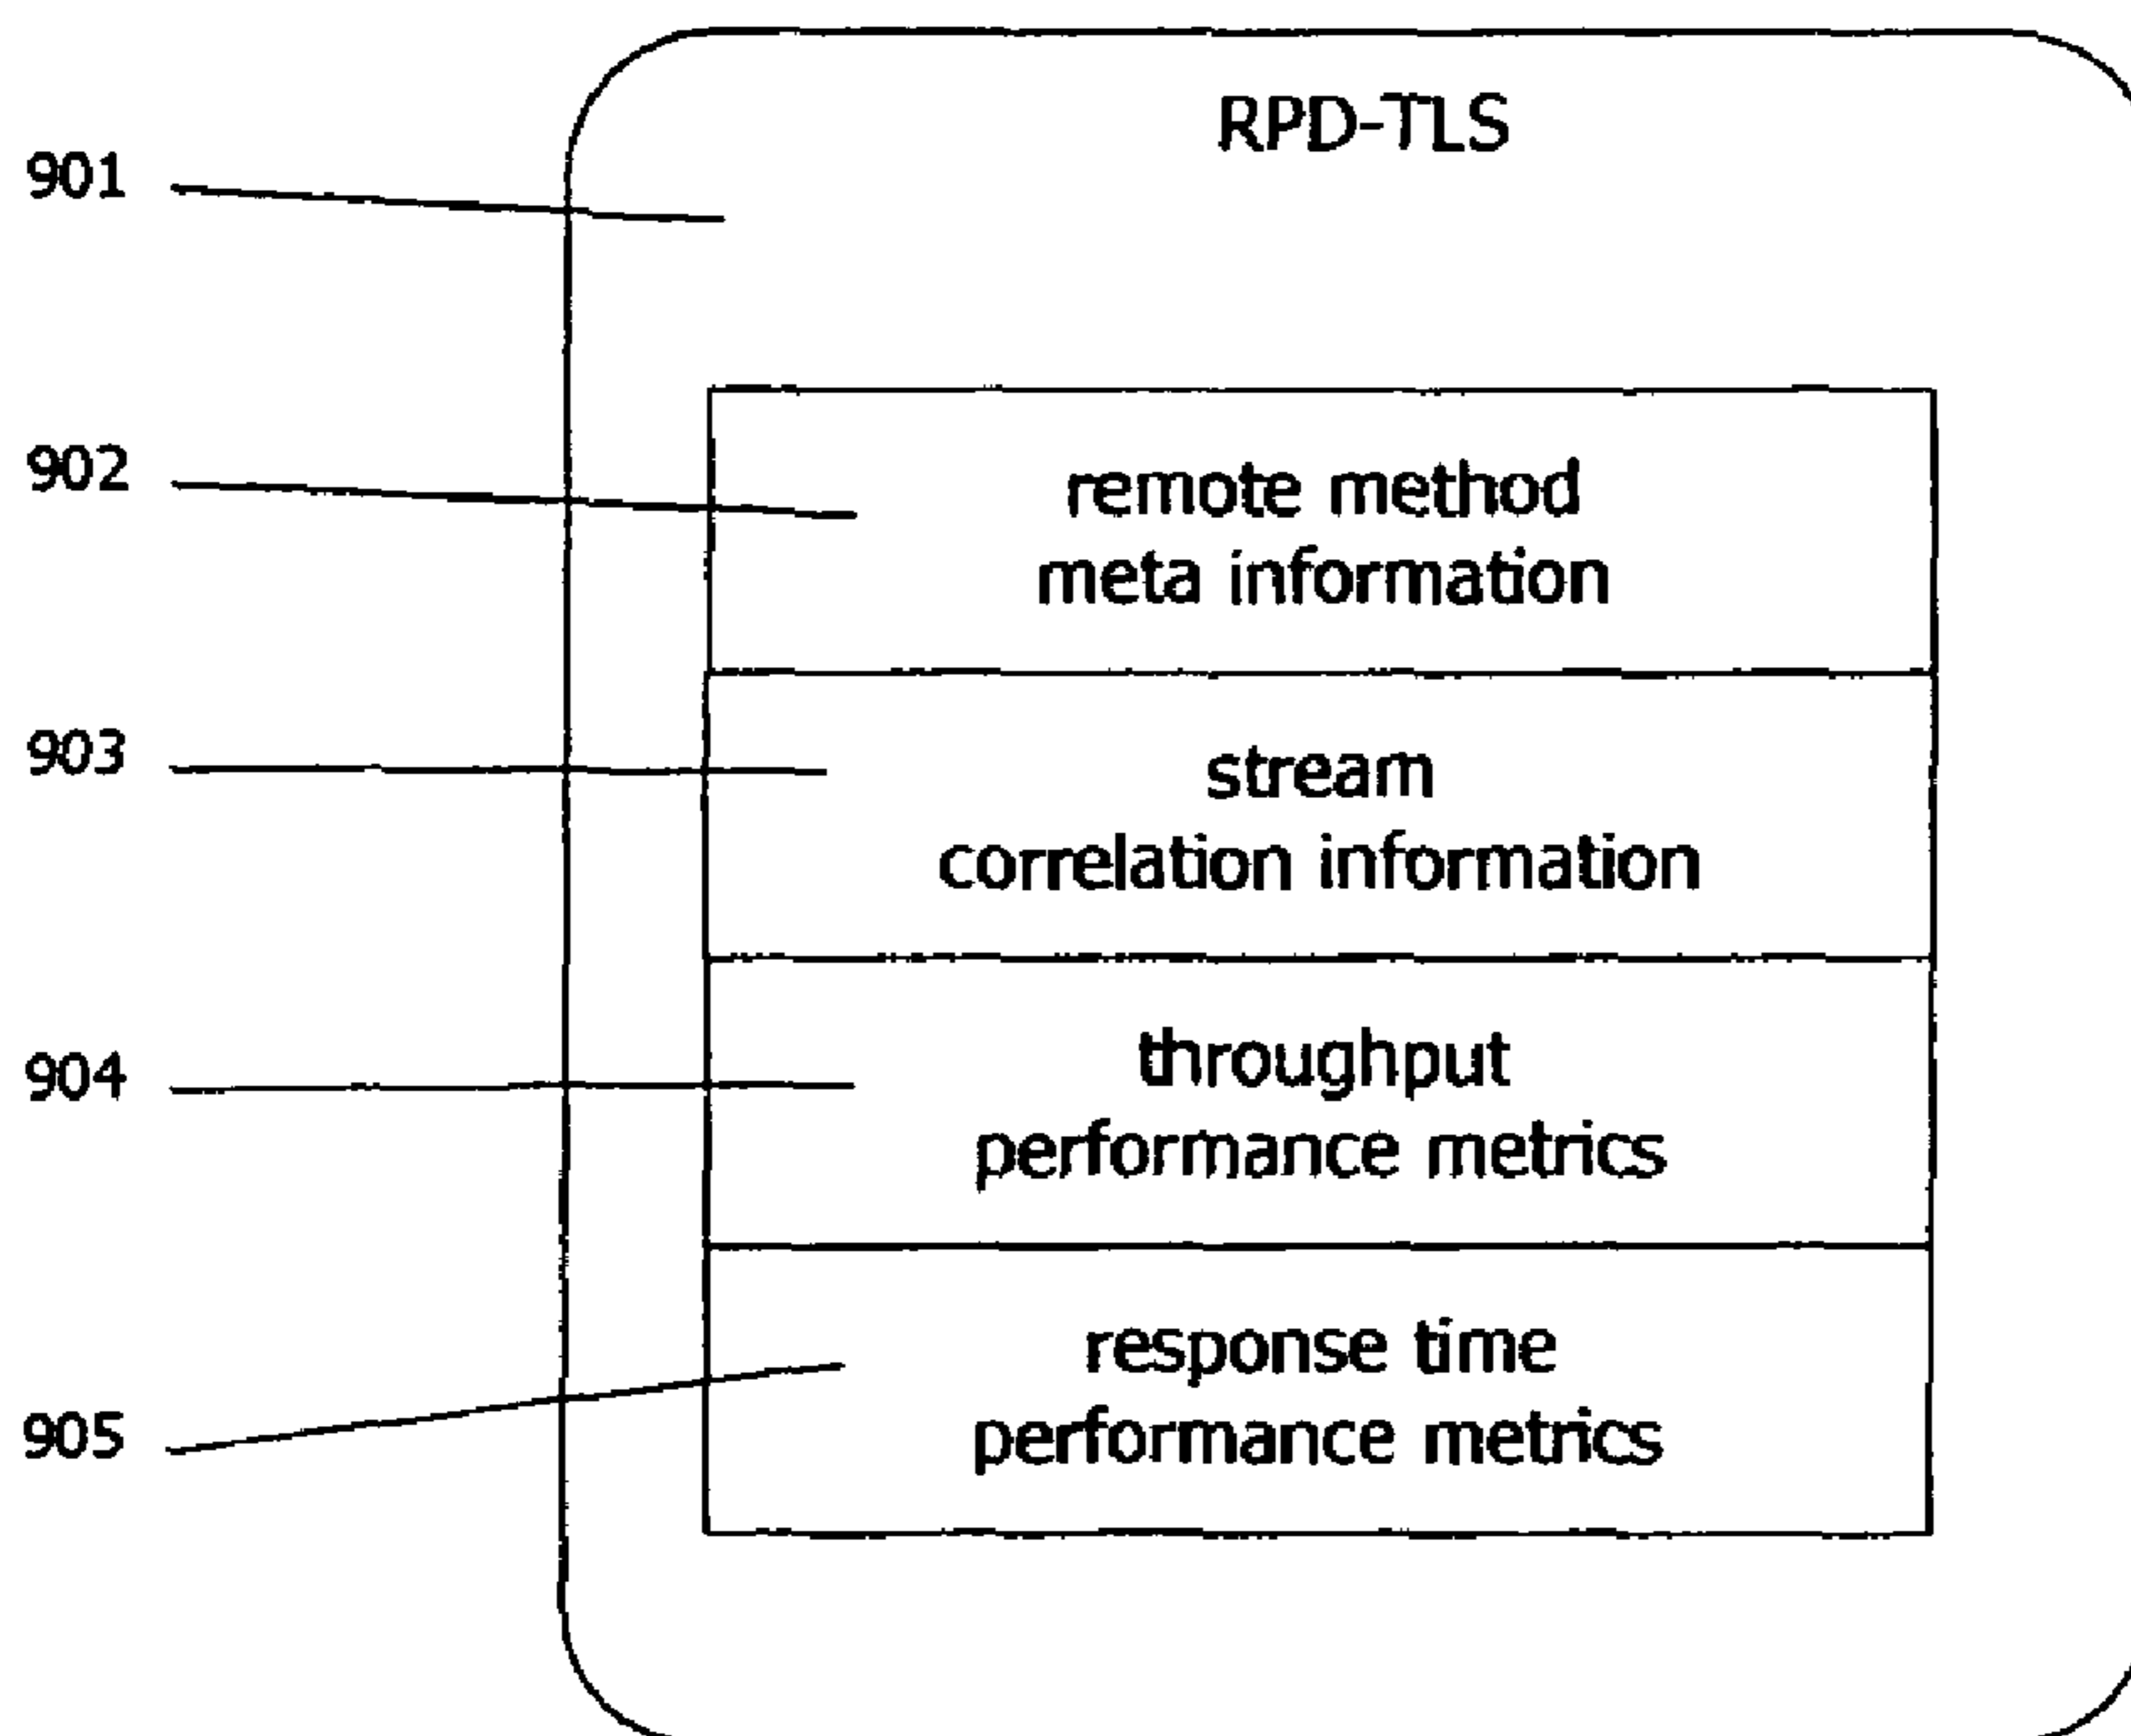 RPD-TLS
901
902
remote method
meta information
903
stream
correlation information
904
throughput
performance metrics
905
response time
performance metrics